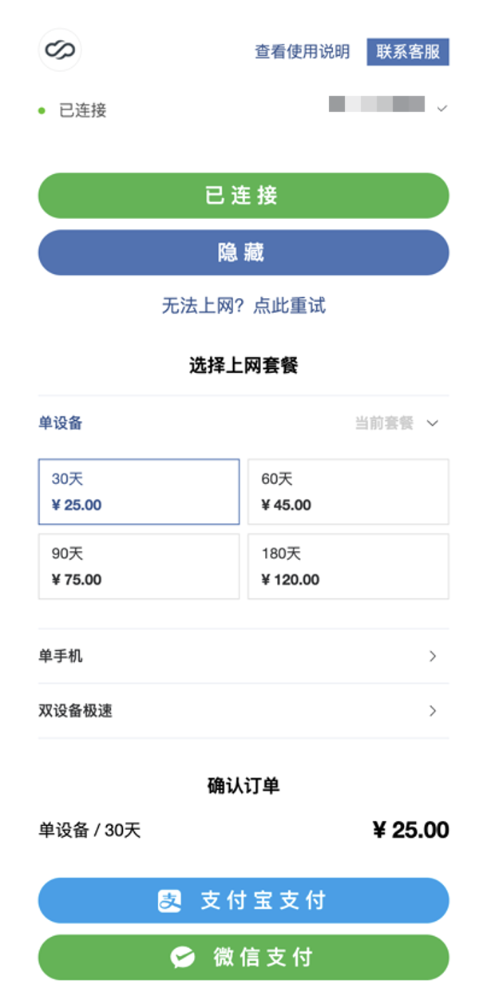 查看使用说明 联系客服
已连接
已连接
隐藏
无法上网? 点此重试
选择上网套餐
单设备 当前套餐
30天 60天
¥ 25.00 ¥ 45.00
90天 180天
¥ 75.00 ¥ 120.00
单手机
双设备极速
确认订单
单设备 / 30天 ¥ 25.00
支付宝支付
微信支付